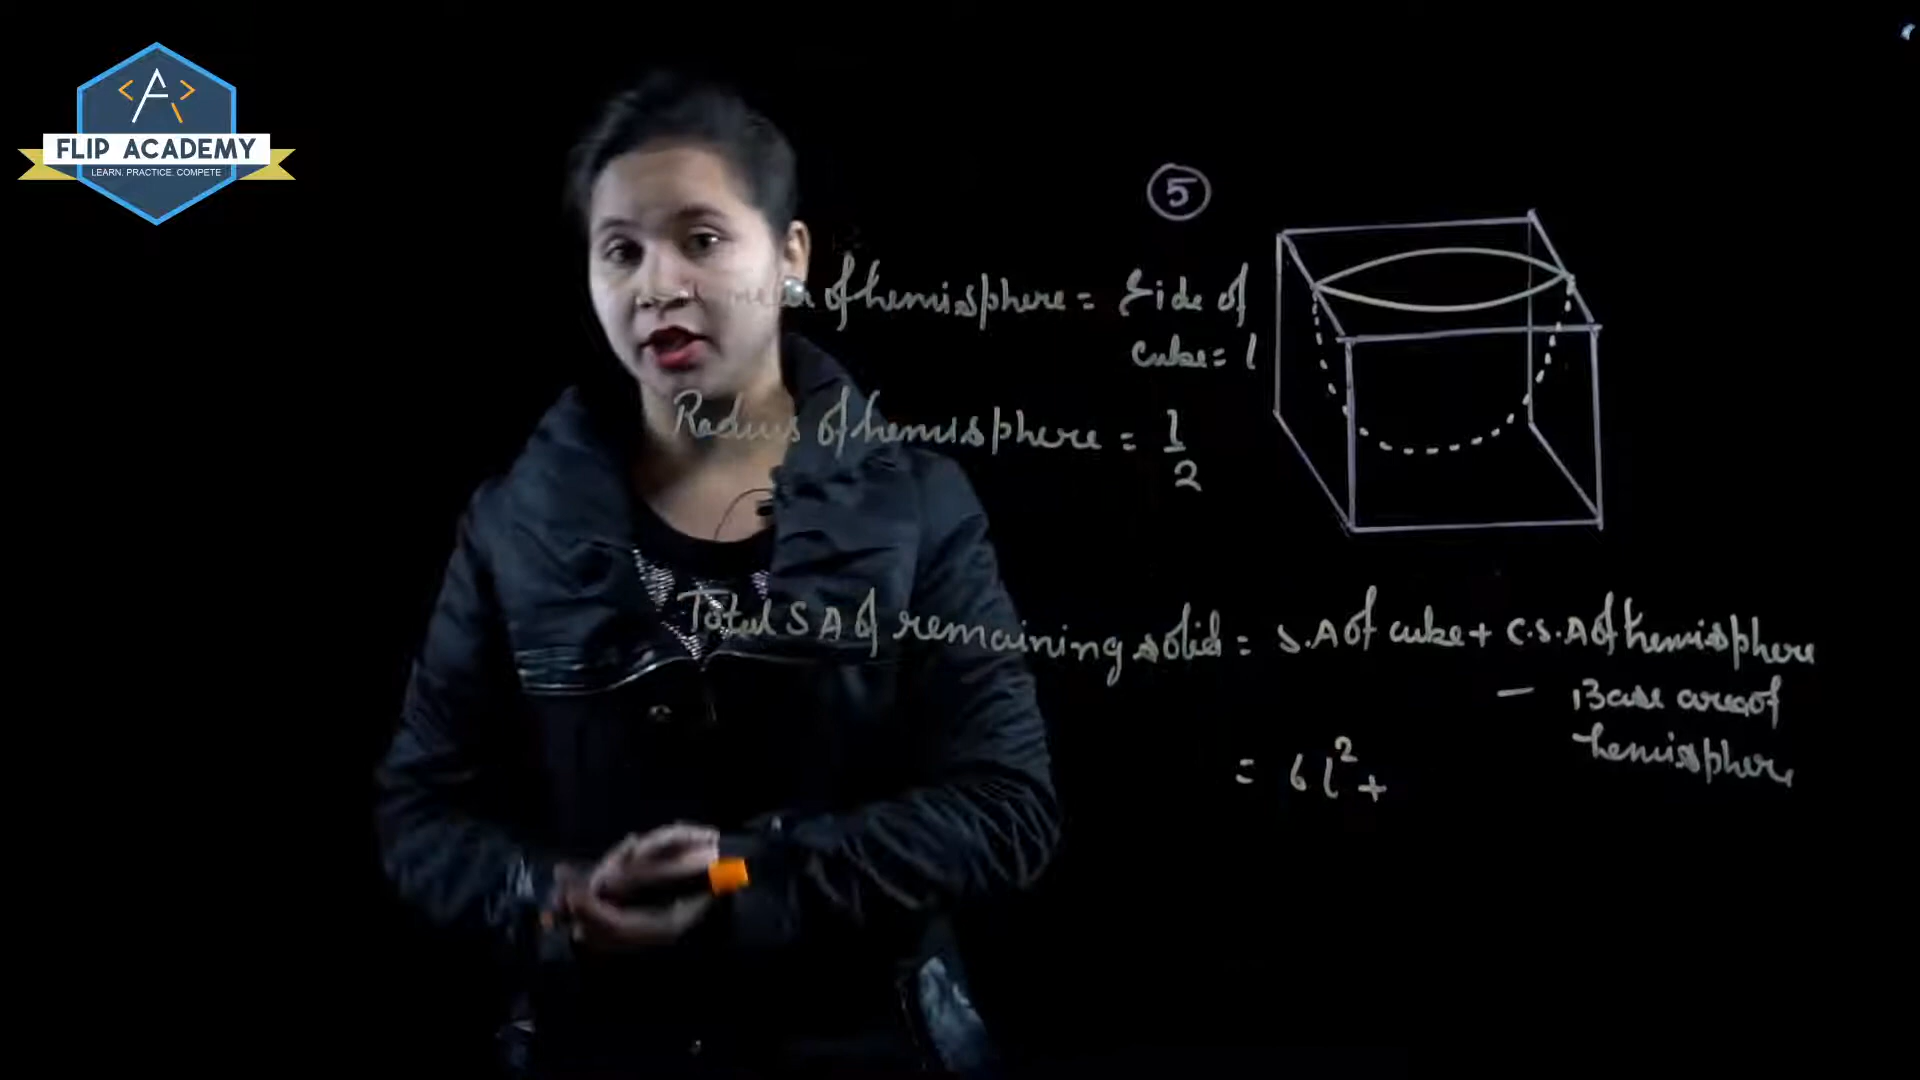 FLIP ACADEMY
LEARN. PRACTICE. COMPETE
5
of hemisphere = Side of
cube = l
Radius of hemisphere = l/2
Total SA of remaining solid = S.A of cube + C.S.A of hemisphere
— Base area of
hemisphere
= 6l² +